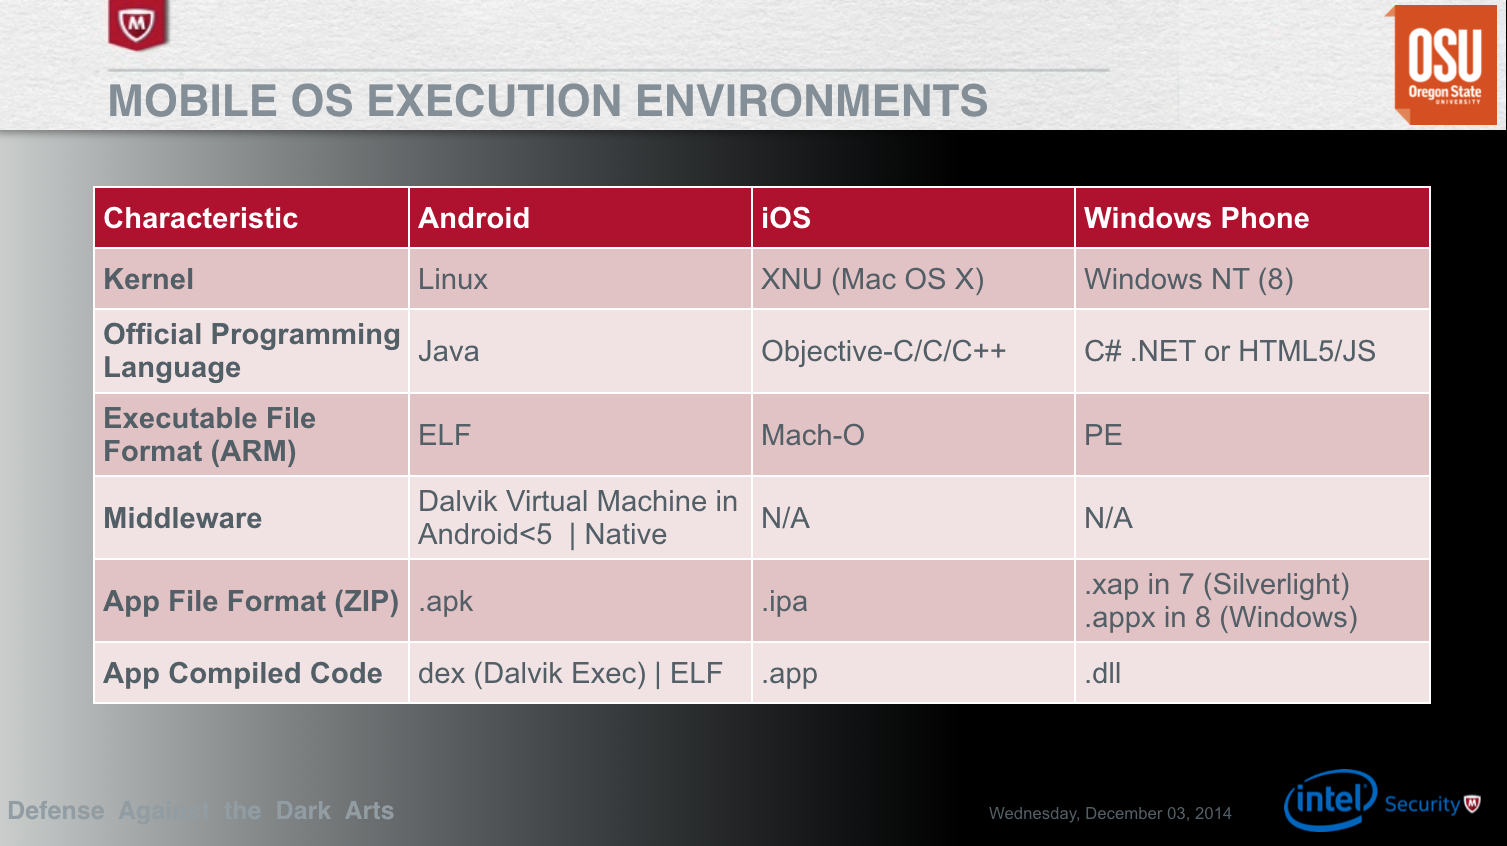 M
OSU
Oregon State
UNIVERSITY
MOBILE OS EXECUTION ENVIRONMENTS
Characteristic Android iOS Windows Phone
Kernel Linux XNU (Mac OS X) Windows NT (8)
Official Programming
Language Java Objective-C/C/C++ C# .NET or HTML5/JS
Executable File
Format (ARM) ELF Mach-O PE
Middleware Dalvik Virtual Machine in
Android<5 | Native N/A N/A
App File Format (ZIP) .apk .ipa .xap in 7 (Silverlight)
.appx in 8 (Windows)
App Compiled Code dex (Dalvik Exec) | ELF .app .dll
Defense Against the Dark Arts
Wednesday, December 03, 2014
intel Security M